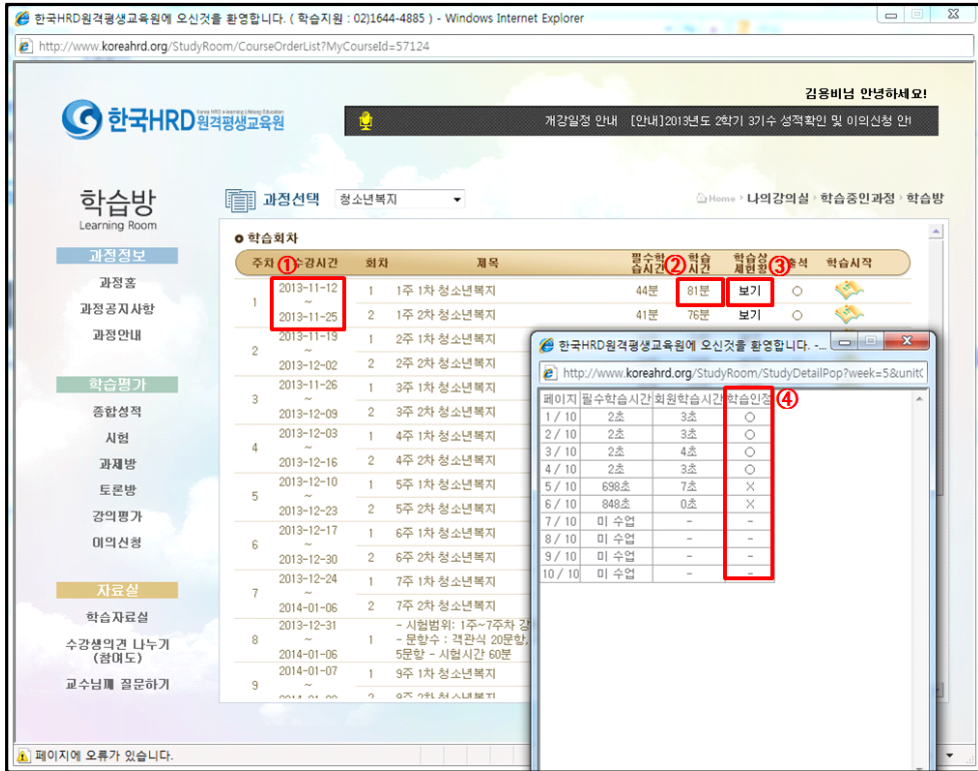 한국HRD원격평생교육원에 오신것을 환영합니다. ( 학습지원 : 02)1644-4885 ) - Windows Internet Explorer
http://www.koreahrd.org/StudyRoom/CourseOrderList?MyCourseId=57124
김용비님 안녕하세요!
한국HRD원격평생교육원
개강일정 안내 [안내]2013년도 2학기 3기수 성적확인 및 이의신청 안
학습방
Learning Room
과정선택 청소년복지
Home > 나의강의실 > 학습중인과정 > 학습방
과정정보
과정홈
과정공지사항
과정안내
학습평가
종합성적
시험
과제방
토론방
강의평가
이의신청
자료실
학습자료실
수강생의견 나누기
(참여도)
교수님께 질문하기
학습회차
주차 ① 수강시간 회차 제목 필수학습시간 ② 학습시간 학습상세현황 ③ 출석 학습시작
1 2013-11-12 ~ 2013-11-25 1 1주 1차 청소년복지 44분 81분 보기 ○
2 1주 2차 청소년복지 41분 76분 보기 ○
2 2013-11-19 ~ 2013-12-02 1 2주 1차 청소년복지
2 2주 2차 청소년복지
3 2013-11-26 ~ 2013-12-09 1 3주 1차 청소년복지
2 3주 2차 청소년복지
4 2013-12-03 ~ 2013-12-16 1 4주 1차 청소년복지
2 4주 2차 청소년복지
5 2013-12-10 ~ 2013-12-23 1 5주 1차 청소년복지
2 5주 2차 청소년복지
6 2013-12-17 ~ 2013-12-30 1 6주 1차 청소년복지
2 6주 2차 청소년복지
7 2013-12-24 ~ 2014-01-06 1 7주 1차 청소년복지
2 7주 2차 청소년복지
8 2013-12-31 ~ 2014-01-06 1 - 시험범위: 1주~7주차 강
- 문항수 : 객관식 20문항,
5문항 - 시험시간 60분
9 2014-01-07 ~ 1 9주 1차 청소년복지
2 9주 2차 청소년복지
한국HRD원격평생교육원에 오신것을 환영합니다. -...
http://www.koreahrd.org/StudyRoom/StudyDetailPop?week=5&unit
페이지 필수학습시간 회원학습시간 학습인정 ④
1 / 10 2초 3초 ○
2 / 10 2초 3초 ○
3 / 10 2초 4초 ○
4 / 10 2초 3초 ○
5 / 10 698초 7초 X
6 / 10 848초 0초 X
7 / 10 미 수업 - -
8 / 10 미 수업 - -
9 / 10 미 수업 - -
10 / 10 미 수업 - -
페이지에 오류가 있습니다.